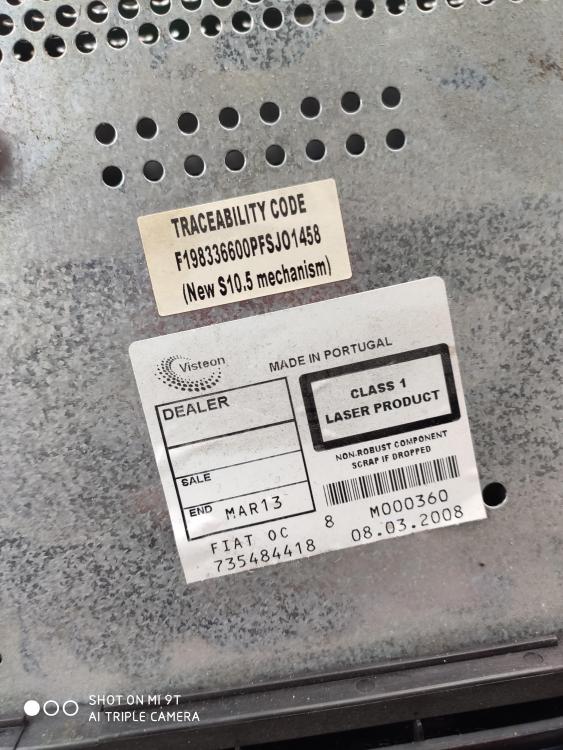 TRACEABILITY CODE
F198336600PFSJO1458
(New S10.5 mechanism)
Visteon
MADE IN PORTUGAL
DEALER
SALE
END MAR13
CLASS 1
LASER PRODUCT
NON-ROBUST COMPONENT
SCRAP IF DROPPED
FIAT OC 8 M000360
735484418 08.03.2008
SHOT ON MI 9T
AI TRIPLE CAMERA